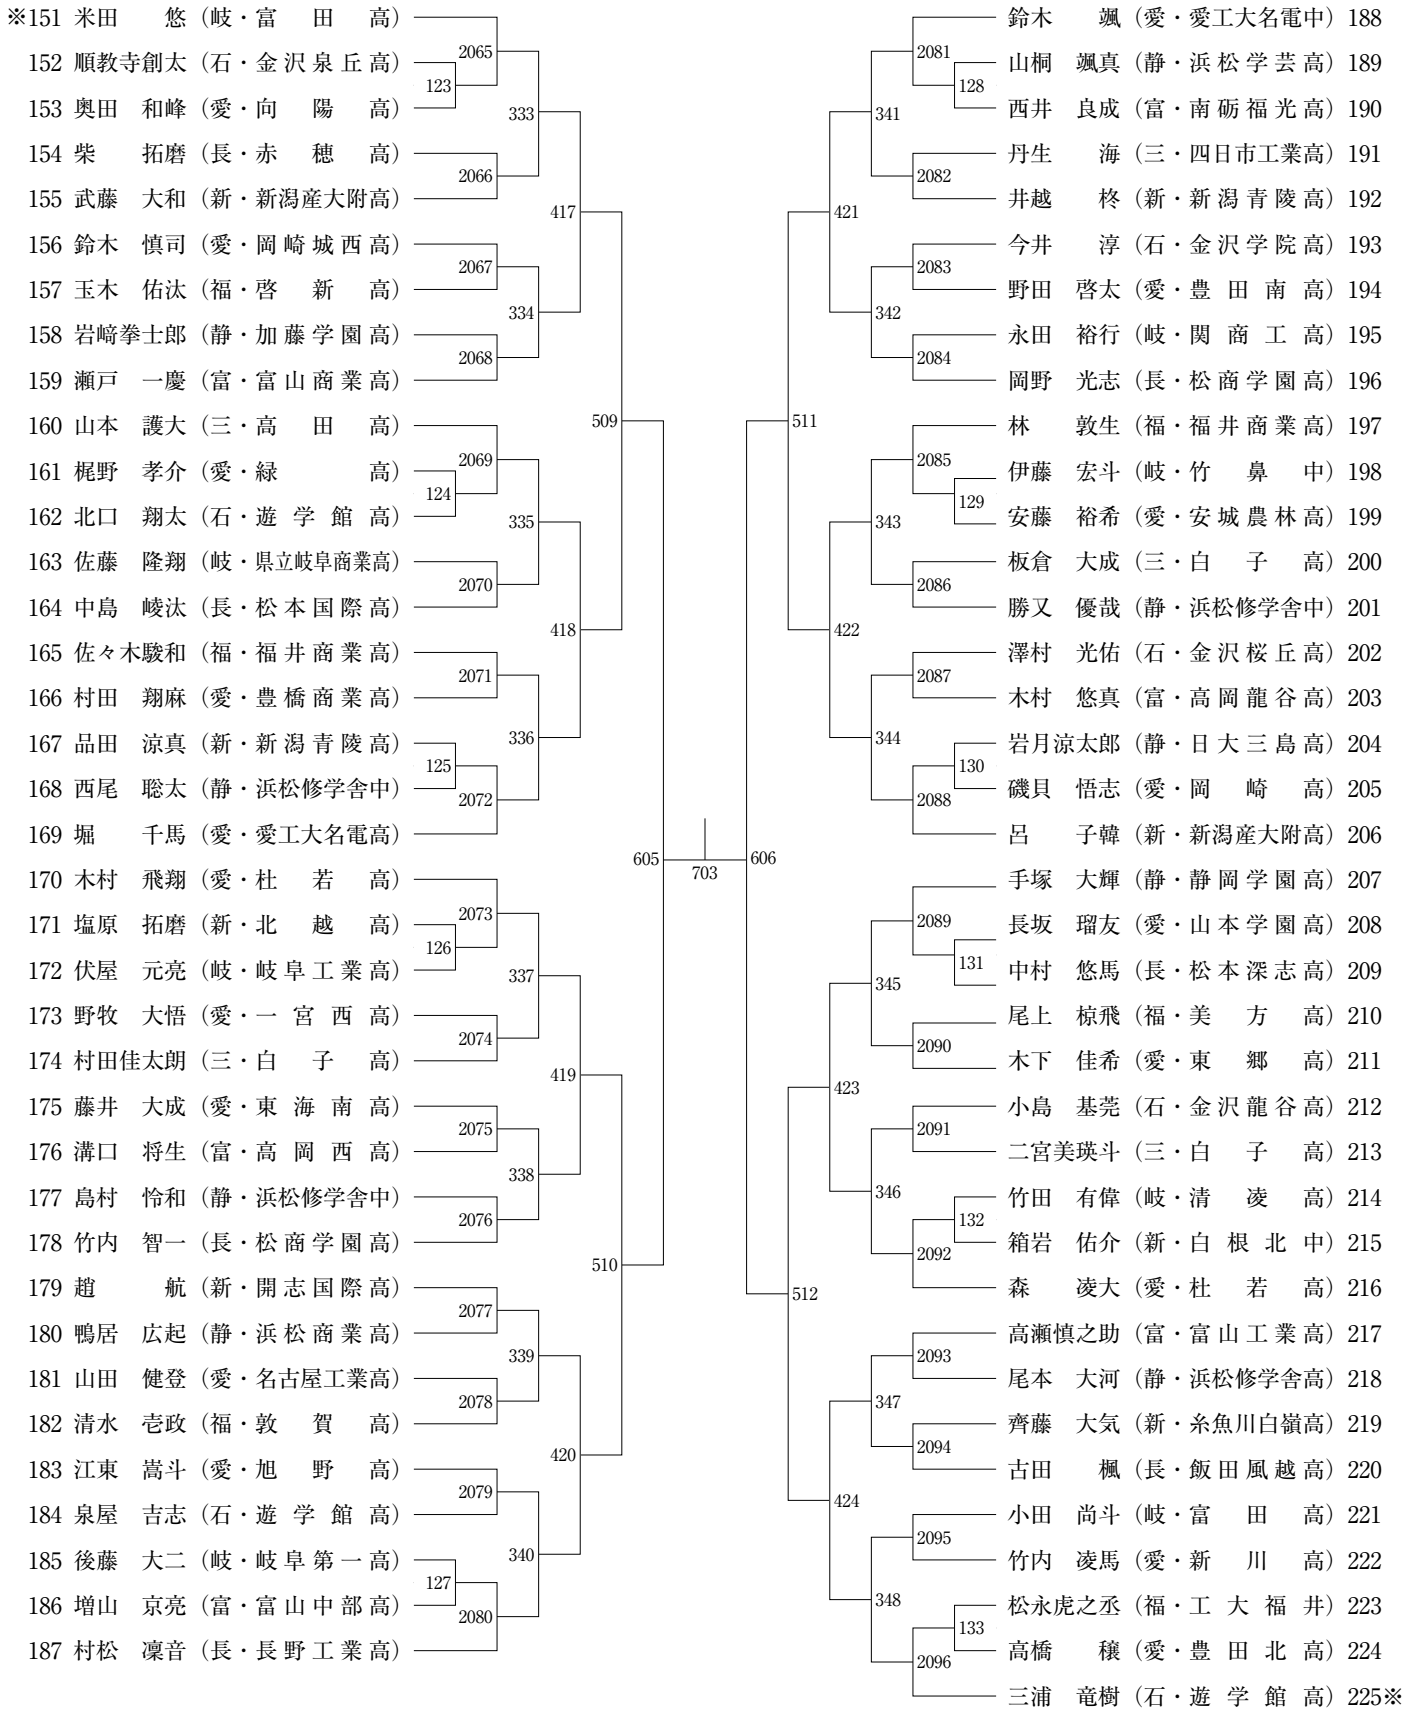 ※151 米田 悠 (岐・富田高)
152 順教寺創太 (石・金沢泉丘高)
153 奥田 和峰 (愛・向陽高)
154 柴 拓磨 (長・赤穂高)
155 武藤 大和 (新・新潟産大附高)
156 鈴木 慎司 (愛・岡崎城西高)
157 玉木 佑汰 (福・啓新高)
158 岩﨑拳士郎 (静・加藤学園高)
159 瀬戸 一慶 (富・富山商業高)
160 山本 護大 (三・高田高)
161 梶野 孝介 (愛・緑高)
162 北口 翔太 (石・遊学館高)
163 佐藤 隆翔 (岐・県立岐阜商業高)
164 中島 崚汰 (長・松本国際高)
165 佐々木駿和 (福・福井商業高)
166 村田 翔麻 (愛・豊橋商業高)
167 品田 涼真 (新・新潟青陵高)
168 西尾 聡太 (静・浜松修学舎中)
169 堀 千馬 (愛・愛工大名電高)
170 木村 飛翔 (愛・杜若高)
171 塩原 拓磨 (新・北越高)
172 伏屋 元亮 (岐・岐阜工業高)
173 野牧 大悟 (愛・一宮西高)
174 村田佳太朗 (三・白子高)
175 藤井 大成 (愛・東海南高)
176 溝口 将生 (富・高岡西高)
177 島村 怜和 (静・浜松修学舎中)
178 竹内 智一 (長・松商学園高)
179 趙 航 (新・開志国際高)
180 鴨居 広起 (静・浜松商業高)
181 山田 健登 (愛・名古屋工業高)
182 清水 壱政 (福・敦賀高)
183 江東 嵩斗 (愛・旭野高)
184 泉屋 吉志 (石・遊学館高)
185 後藤 大二 (岐・岐阜第一高)
186 増山 京亮 (富・富山中部高)
187 村松 凜音 (長・長野工業高)
2065
123
333
2066
417
2067
334
2068
509
2069
124
335
2070
418
2071
336
125
2072
605
2073
126
337
2074
419
2075
338
2076
510
2077
339
2078
420
2079
340
127
2080
703
606
2081
128
341
2082
421
2083
342
2084
511
2085
129
343
2086
422
2087
344
130
2088
2089
131
345
2090
423
2091
346
132
2092
512
2093
347
2094
424
2095
348
133
2096
鈴木 颯 (愛・愛工大名電中) 188
山桐 颯真 (静・浜松学芸高) 189
西井 良成 (富・南砺福光高) 190
丹生 海 (三・四日市工業高) 191
井越 柊 (新・新潟青陵高) 192
今井 淳 (石・金沢学院高) 193
野田 啓太 (愛・豊田南高) 194
永田 裕行 (岐・関商工高) 195
岡野 光志 (長・松商学園高) 196
林 敦生 (福・福井商業高) 197
伊藤 宏斗 (岐・竹鼻中) 198
安藤 裕希 (愛・安城農林高) 199
板倉 大成 (三・白子高) 200
勝又 優哉 (静・浜松修学舎中) 201
澤村 光佑 (石・金沢桜丘高) 202
木村 悠真 (富・高岡龍谷高) 203
岩月涼太郎 (静・日大三島高) 204
磯貝 悟志 (愛・岡崎高) 205
呂 子韓 (新・新潟産大附高) 206
手塚 大輝 (静・静岡学園高) 207
長坂 瑠友 (愛・山本学園高) 208
中村 悠馬 (長・松本深志高) 209
尾上 椋飛 (福・美方高) 210
木下 佳希 (愛・東郷高) 211
小島 基莞 (石・金沢龍谷高) 212
二宮美瑛斗 (三・白子高) 213
竹田 有偉 (岐・清凌高) 214
箱岩 佑介 (新・白根北中) 215
森 凌大 (愛・杜若高) 216
高瀬慎之助 (富・富山工業高) 217
尾本 大河 (静・浜松修学舎高) 218
齊藤 大気 (新・糸魚川白嶺高) 219
古田 楓 (長・飯田風越高) 220
小田 尚斗 (岐・富田高) 221
竹内 凌馬 (愛・新川高) 222
松永虎之丞 (福・工大福井) 223
高橋 穣 (愛・豊田北高) 224
三浦 竜樹 (石・遊学館高) 225※